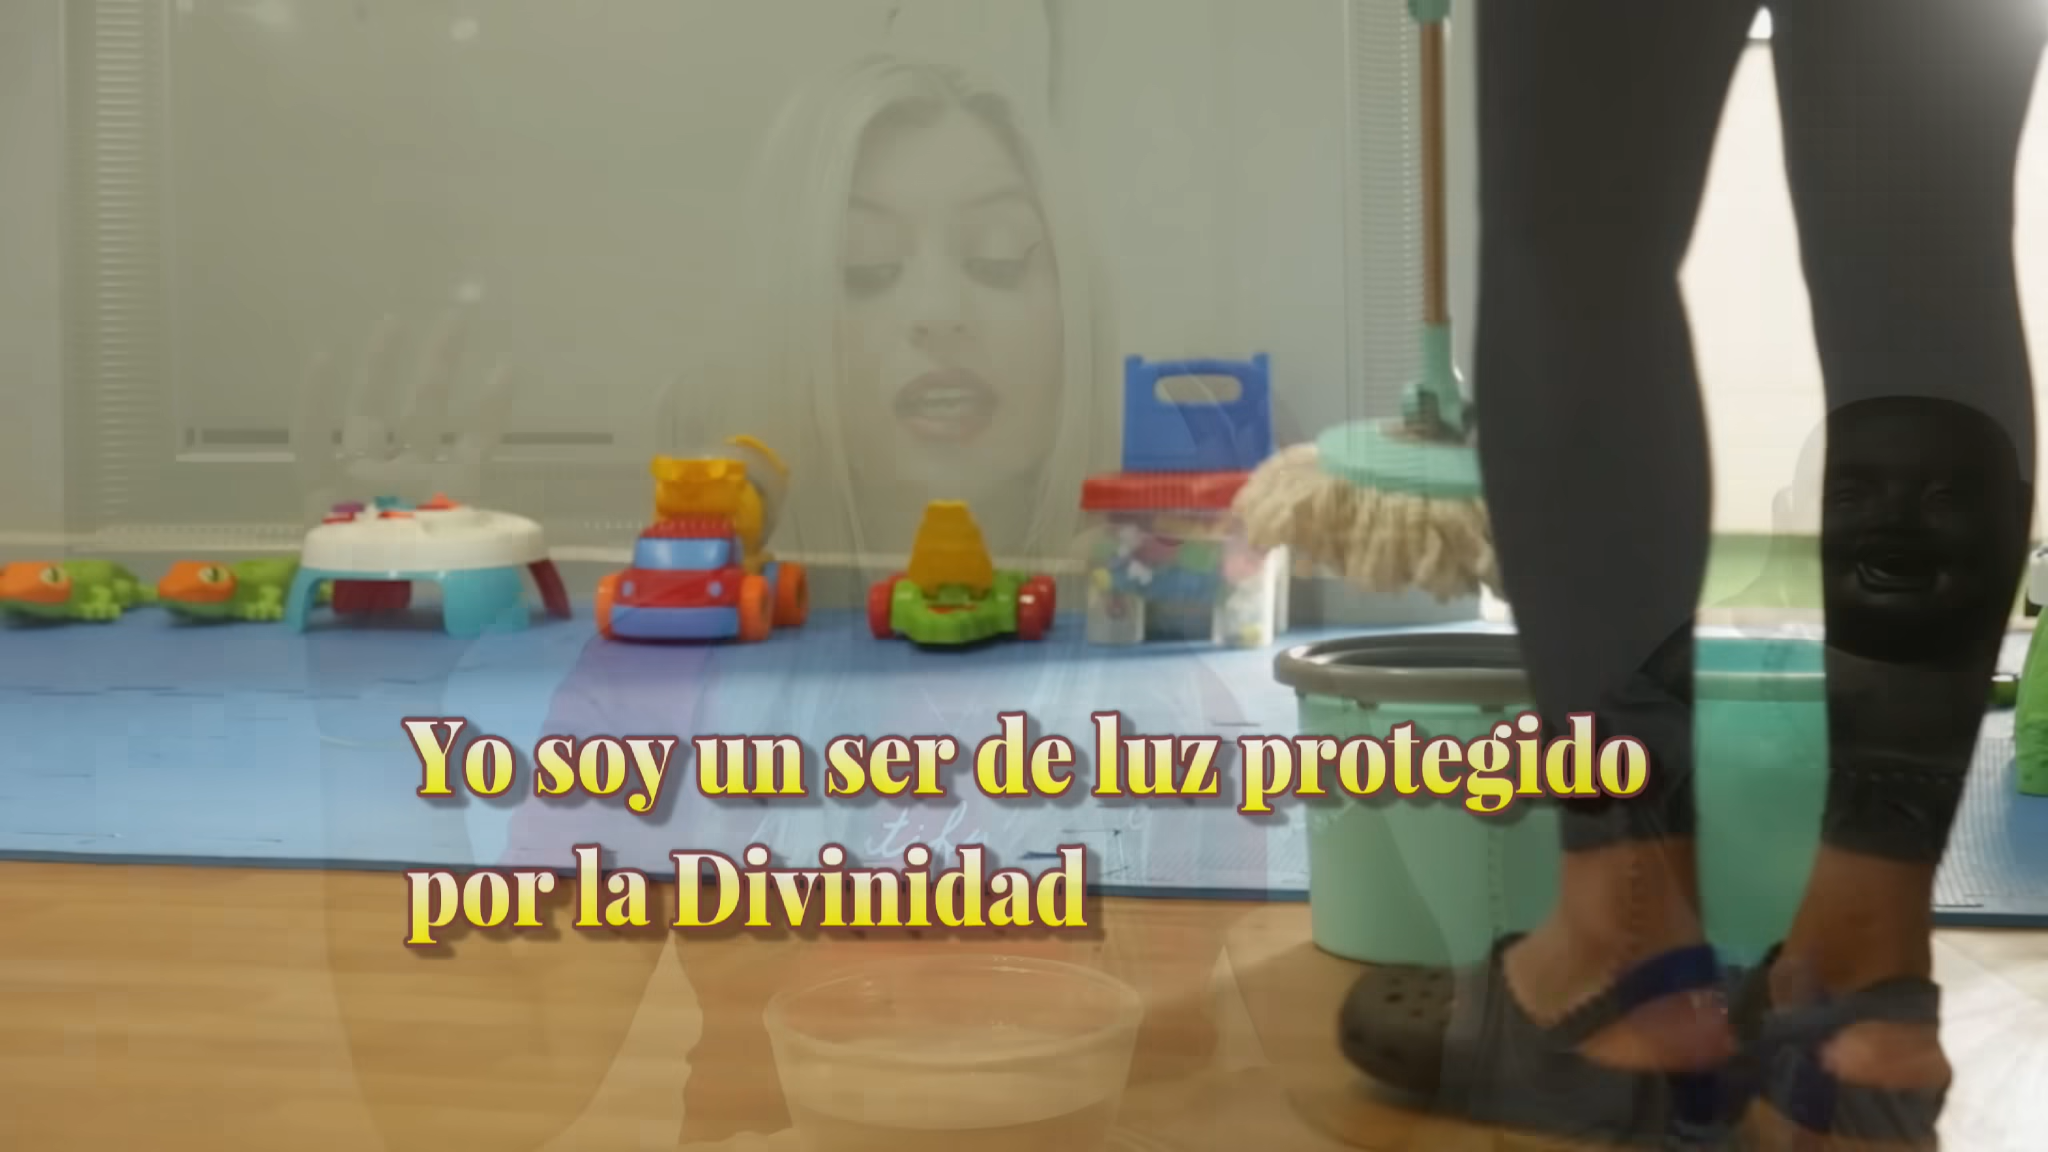 Yo soy un ser de luz protegido
por la Divinidad